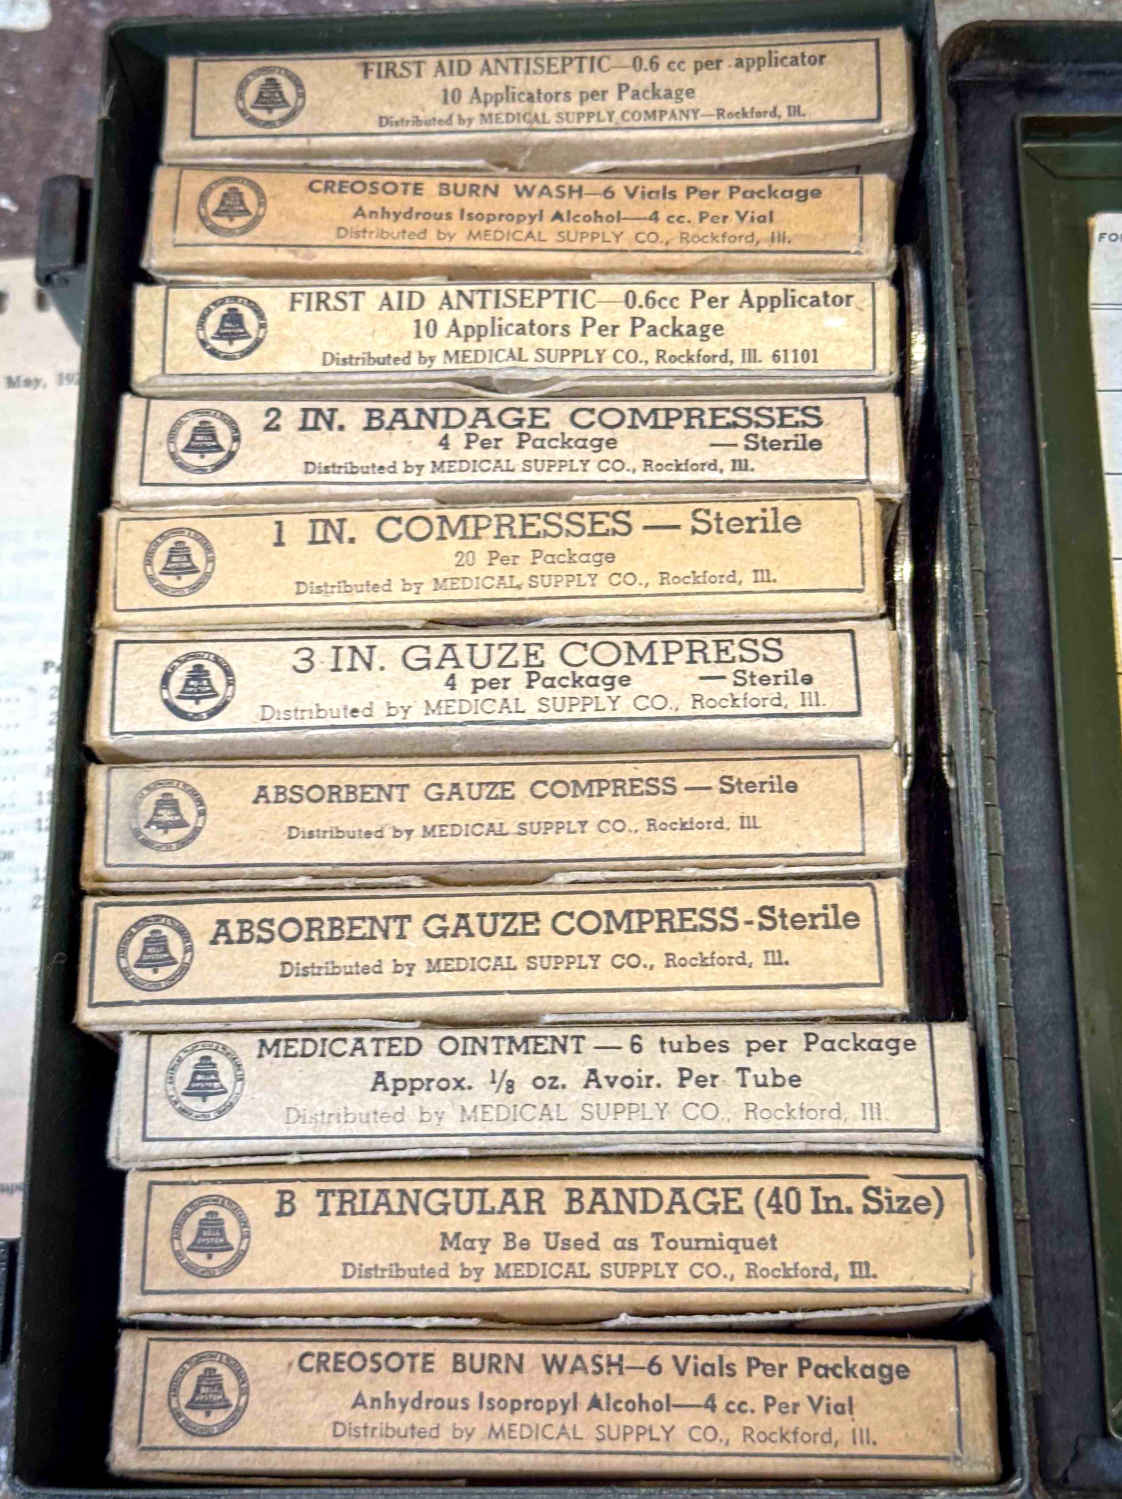 FIRST AID ANTISEPTIC—0.6 cc per applicator
10 Applicators per Package
Distributed by MEDICAL SUPPLY COMPANY—Rockford, Ill.
CREOSOTE BURN WASH—6 Vials Per Package
Anhydrous Isopropyl Alcohol—4 cc. Per Vial
Distributed by MEDICAL SUPPLY CO., Rockford, Ill.
FIRST AID ANTISEPTIC—0.6cc Per Applicator
10 Applicators Per Package
Distributed by MEDICAL SUPPLY CO., Rockford, Ill. 61101
2 IN. BANDAGE COMPRESSES
4 Per Package — Sterile
Distributed by MEDICAL SUPPLY CO., Rockford, Ill.
1 IN. COMPRESSES — Sterile
20 Per Package
Distributed by MEDICAL SUPPLY CO., Rockford, Ill.
3 IN. GAUZE COMPRESS
4 per Package — Sterile
Distributed by MEDICAL SUPPLY CO., Rockford, Ill.
ABSORBENT GAUZE COMPRESS — Sterile
Distributed by MEDICAL SUPPLY CO., Rockford, Ill.
ABSORBENT GAUZE COMPRESS - Sterile
Distributed by MEDICAL SUPPLY CO., Rockford, Ill.
BELL
SYSTEM
MEDICATED OINTMENT — 6 tubes per Package
Approx. 1/8 oz. Avoir. Per Tube
Distributed by MEDICAL SUPPLY CO., Rockford, Ill.
B TRIANGULAR BANDAGE (40 In. Size)
May Be Used as Tourniquet
Distributed by MEDICAL SUPPLY CO., Rockford, Ill.
BELL
SYSTEM
CREOSOTE BURN WASH—6 Vials Per Package
Anhydrous Isopropyl Alcohol—4 cc. Per Vial
Distributed by MEDICAL SUPPLY CO., Rockford, Ill.
BELL
SYSTEM
May,